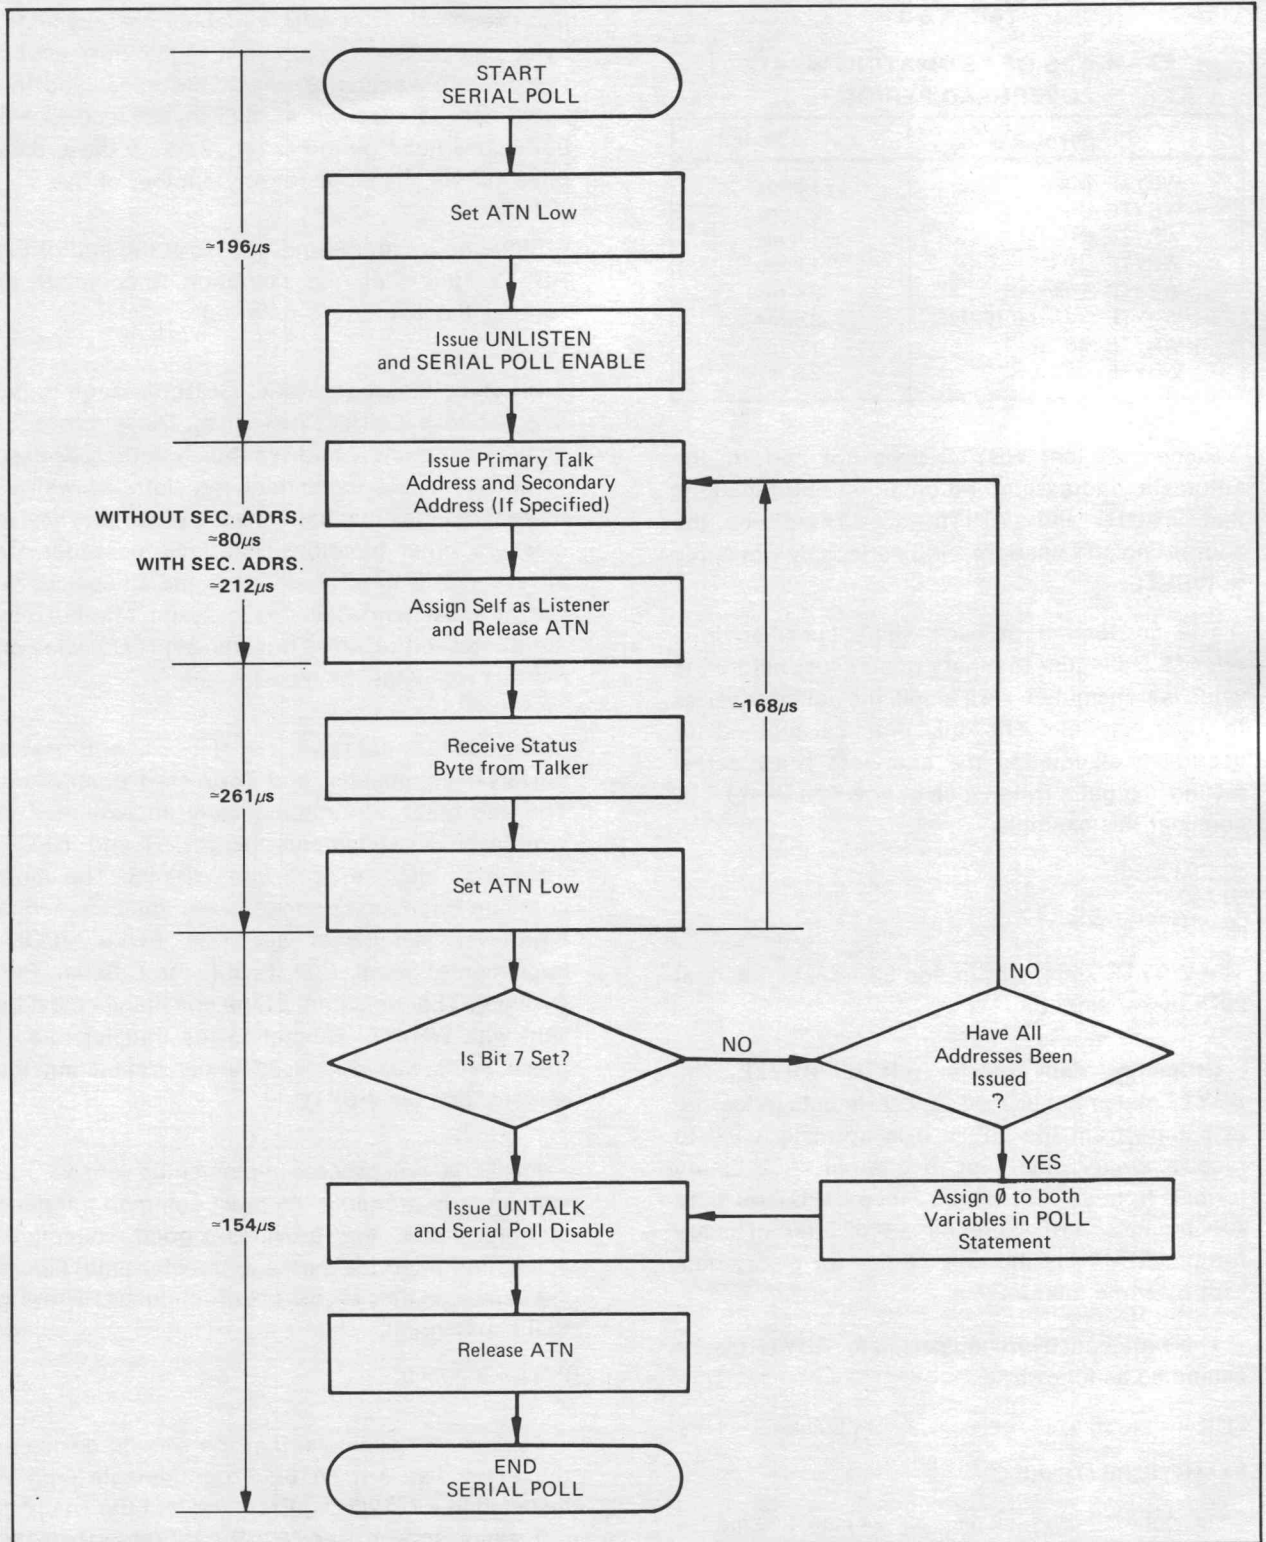 START
SERIAL POLL
Set ATN Low
≃196μs
Issue UNLISTEN
and SERIAL POLL ENABLE
Issue Primary Talk
Address and Secondary
Address (If Specified)
WITHOUT SEC. ADRS.
≃80μs
WITH SEC. ADRS.
≃212μs
Assign Self as Listener
and Release ATN
≃168μs
Receive Status
Byte from Talker
≃261μs
Set ATN Low
NO
Is Bit 7 Set?
NO
Have All
Addresses Been
Issued
?
YES
Issue UNTALK
and Serial Poll Disable
Assign Ø to both
Variables in POLL
Statement
≃154μs
Release ATN
END
SERIAL POLL